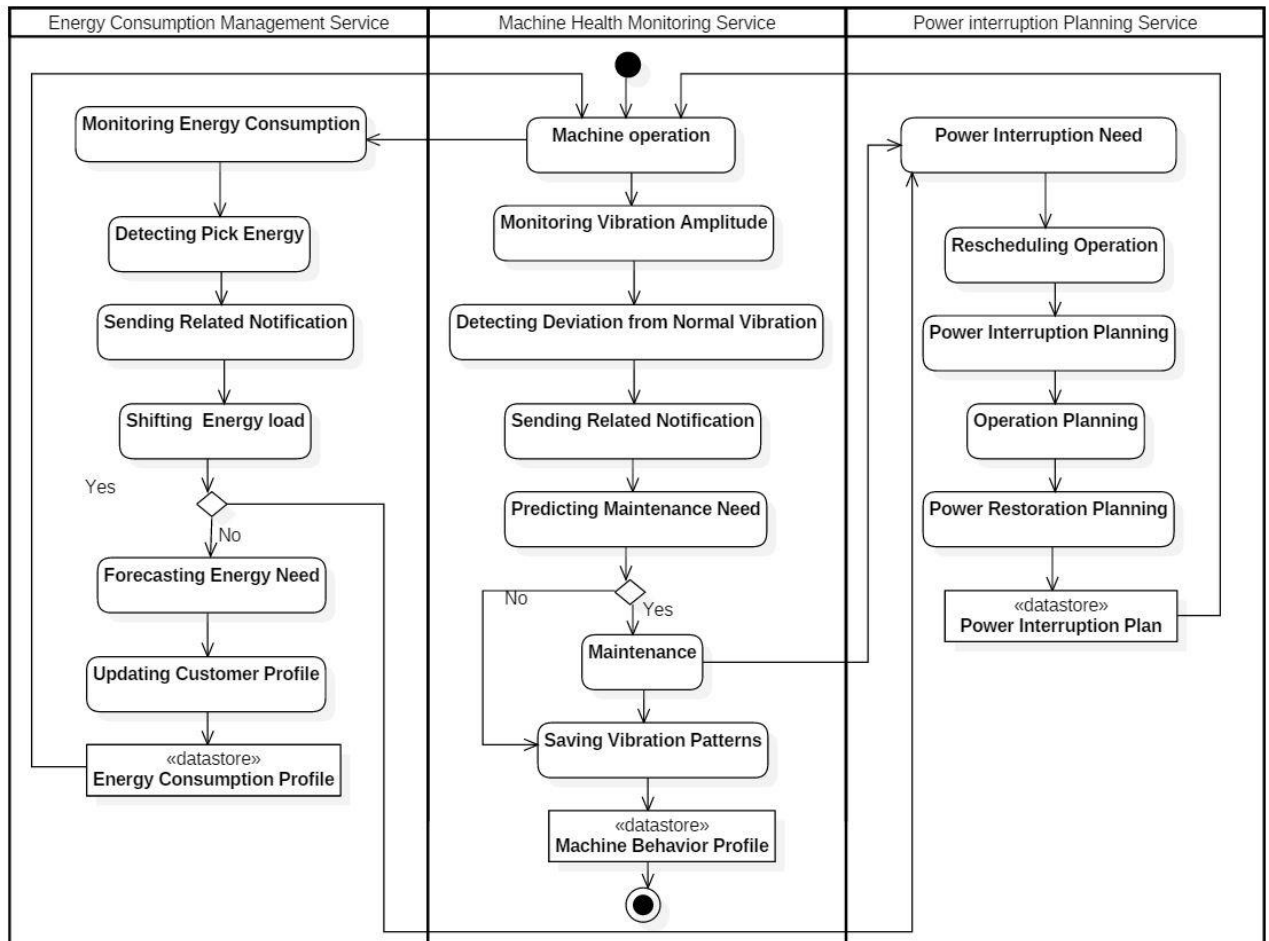 Energy Consumption Management Service
Machine Health Monitoring Service
Power interruption Planning Service
Monitoring Energy Consumption
Detecting Pick Energy
Sending Related Notification
Shifting Energy load
Yes
No
Forecasting Energy Need
Updating Customer Profile
«datastore»
Energy Consumption Profile
Machine operation
Monitoring Vibration Amplitude
Detecting Deviation from Normal Vibration
Sending Related Notification
Predicting Maintenance Need
No
Yes
Maintenance
Saving Vibration Patterns
«datastore»
Machine Behavior Profile
Power Interruption Need
Rescheduling Operation
Power Interruption Planning
Operation Planning
Power Restoration Planning
«datastore»
Power Interruption Plan